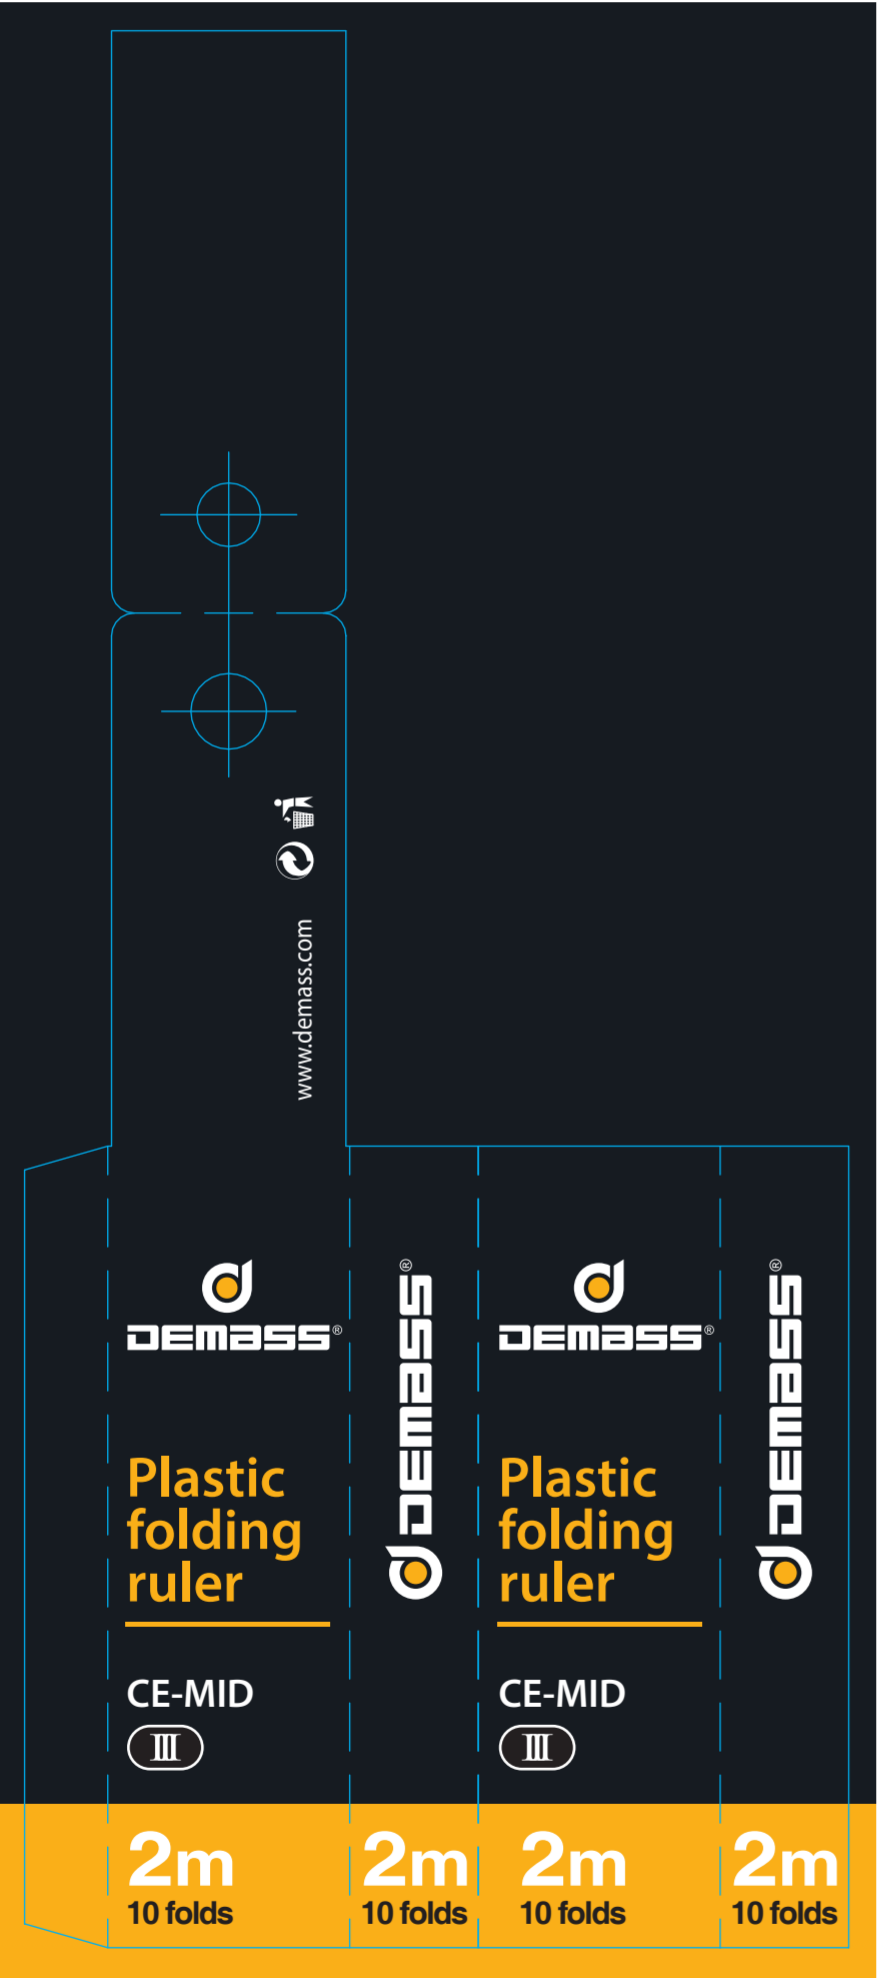 www.demass.com
DEMASS®
Plastic
folding
ruler
CE-MID
III
2m
10 folds
DEMASS®
2m
10 folds
DEMASS®
Plastic
folding
ruler
CE-MID
III
2m
10 folds
DEMASS®
2m
10 folds